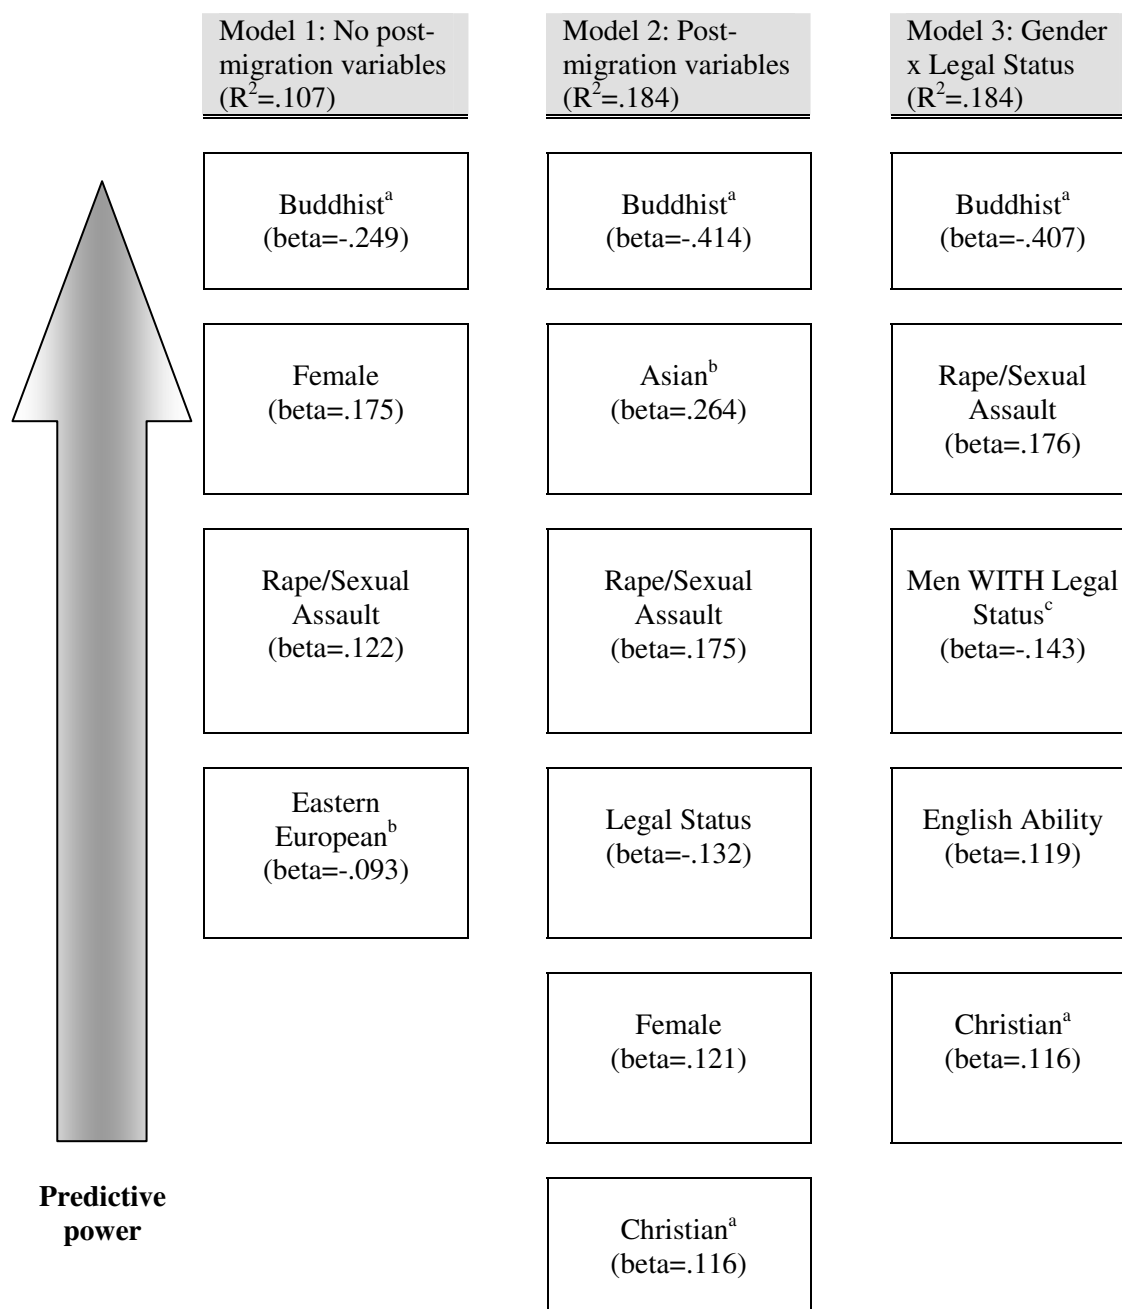 Model 1: No post-
migration variables
(R²=.107)
Model 2: Post-
migration variables
(R²=.184)
Model 3: Gender
x Legal Status
(R²=.184)
Buddhistᵃ
(beta=-.249)
Buddhistᵃ
(beta=-.414)
Buddhistᵃ
(beta=-.407)
Female
(beta=.175)
Asianᵇ
(beta=.264)
Rape/Sexual
Assault
(beta=.176)
Rape/Sexual
Assault
(beta=.122)
Rape/Sexual
Assault
(beta=.175)
Men WITH Legal
Statusᶜ
(beta=-.143)
Eastern
Europeanᵇ
(beta=-.093)
Legal Status
(beta=-.132)
English Ability
(beta=.119)
Female
(beta=.121)
Christianᵃ
(beta=.116)
Predictive
power
Christianᵃ
(beta=.116)